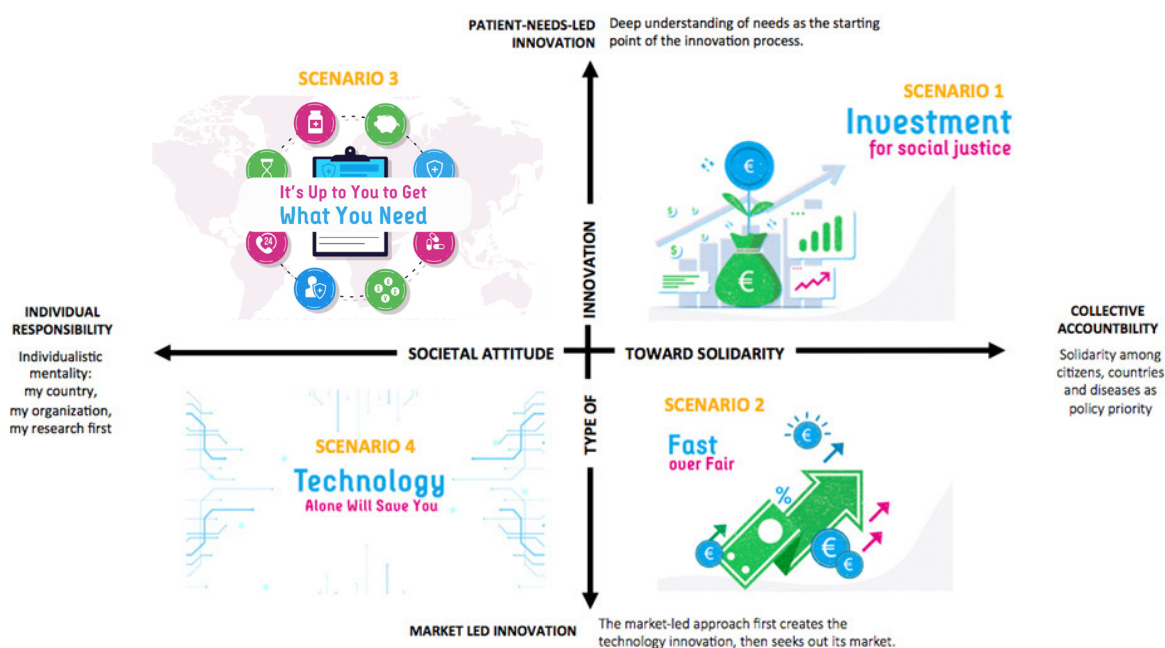 PATIENT-NEEDS-LED
INNOVATION
Deep understanding of needs as the starting
point of the innovation process.
SCENARIO 3
It's Up to You to Get
What You Need
24
SCENARIO 1
Investment
for social justice
€
€
$
$
INNOVATION
TYPE OF
INDIVIDUAL
RESPONSIBILITY
Individualistic
mentality:
my country,
my organization,
my research first
SOCIETAL ATTITUDE
TOWARD SOLIDARITY
COLLECTIVE
ACCOUNTBILITY
Solidarity among
citizens, countries
and diseases as
policy priority
SCENARIO 4
Technology
Alone Will Save You
SCENARIO 2
Fast
over Fair
€
%
€
€
€
MARKET LED INNOVATION
The market-led approach first creates the
technology innovation, then seeks out its market.